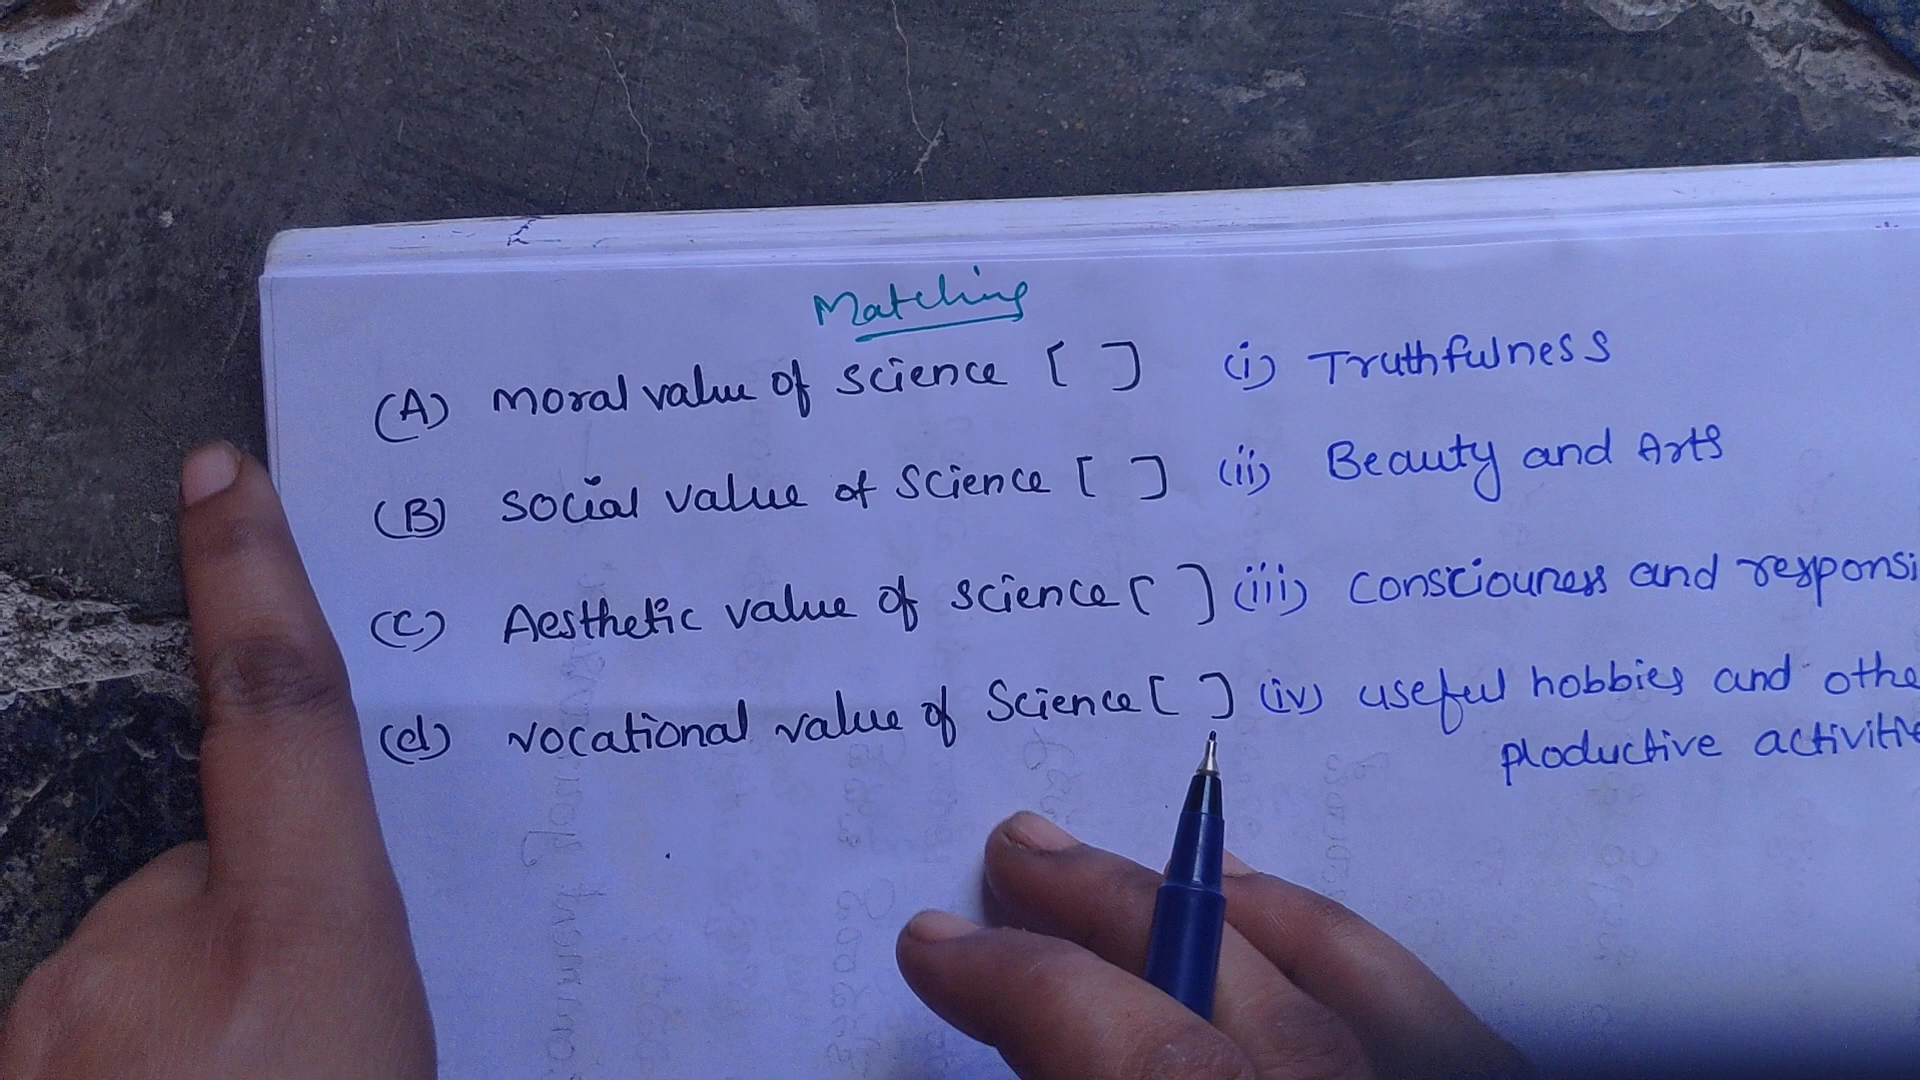 Matching
(A) Moral value of science [ ] (i) Truthfulness
(B) Social value of Science [ ] (ii) Beauty and Arts
(C) Aesthetic value of science [ ] (iii) Consciouness and responsi
(d) vocational value of Science [ ] (iv) useful hobbies and othe
productive activitie